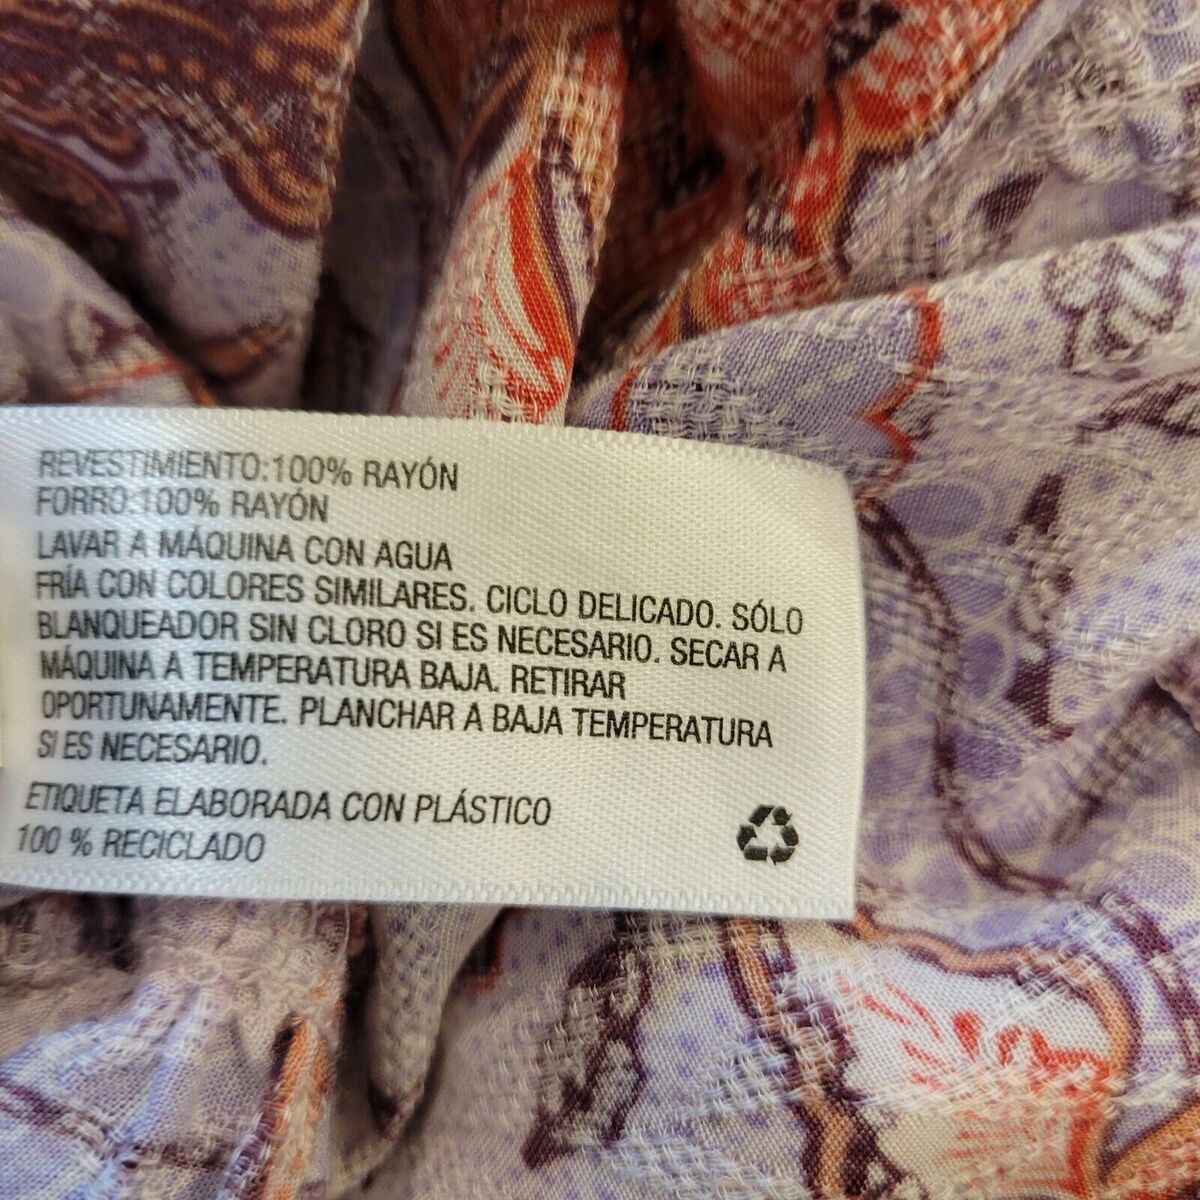 REVESTIMIENTO:100% RAYÓN
FORRO:100% RAYÓN
LAVAR A MÁQUINA CON AGUA
FRÍA CON COLORES SIMILARES. CICLO DELICADO. SÓLO
BLANQUEADOR SIN CLORO SI ES NECESARIO. SECAR A
MÁQUINA A TEMPERATURA BAJA. RETIRAR
OPORTUNAMENTE. PLANCHAR A BAJA TEMPERATURA
SI ES NECESARIO.
ETIQUETA ELABORADA CON PLÁSTICO
100 % RECICLADO